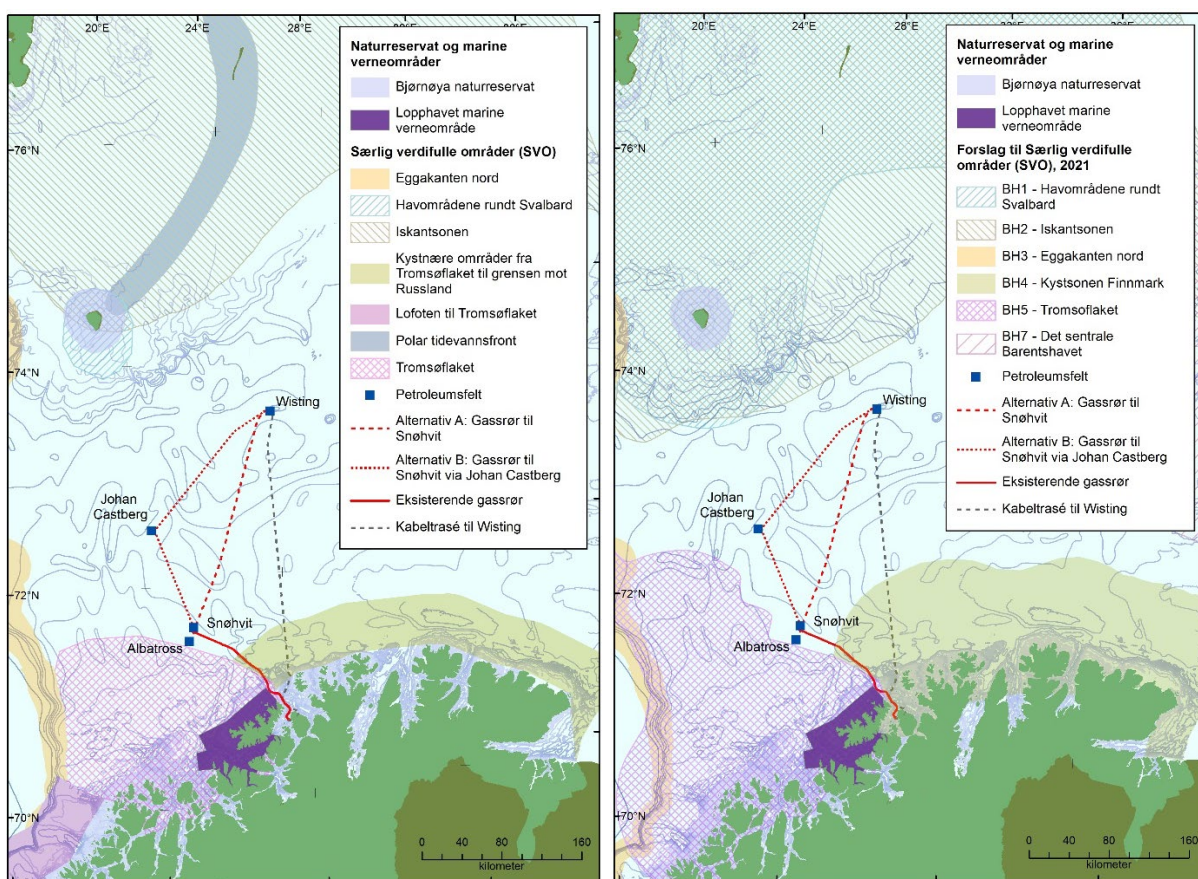 20°E
24°E
28°E
Naturreservat og marine
verneområder
Bjørnøya naturreservat
Lopphavet marine
verneområde
Særlig verdifulle områder (SVO)
Eggakanten nord
Havområdene rundt Svalbard
Iskantsonen
Kystnære områder fra
Tromsøflaket til grensen mot
Russland
Lofoten til Tromsøflaket
Polar tidevannsfront
Tromsøflaket
Petroleumsfelt
Alternativ A: Gassrør til
Snøhvit
Alternativ B: Gassrør til
Snøhvit via Johan Castberg
Eksisterende gassrør
Kabeltrasé til Wisting
76°N
74°N
Wisting
Johan
Castberg
72°N
Snøhvit
Albatross
70°N
0 40 80 160
kilometer
20°E
24°E
28°E
32°E
36°E
Naturreservat og marine
verneområder
Bjørnøya naturreservat
Lopphavet marine
verneområde
Forslag til Særlig verdifulle
områder (SVO), 2021
BH1 - Havområdene rundt
Svalbard
BH2 - Iskantsonen
BH3 - Eggakanten nord
BH4 - Kystsonen Finnmark
BH5 - Tromsøflaket
BH7 - Det sentrale
Barentshavet
Petroleumsfelt
Alternativ A: Gassrør til
Snøhvit
Alternativ B: Gassrør til
Snøhvit via Johan Castberg
Eksisterende gassrør
Kabeltrasé til Wisting
76°N
74°N
Wisting
Johan
Castberg
72°N
Snøhvit
Albatross
70°N
0 40 80 160
kilometer